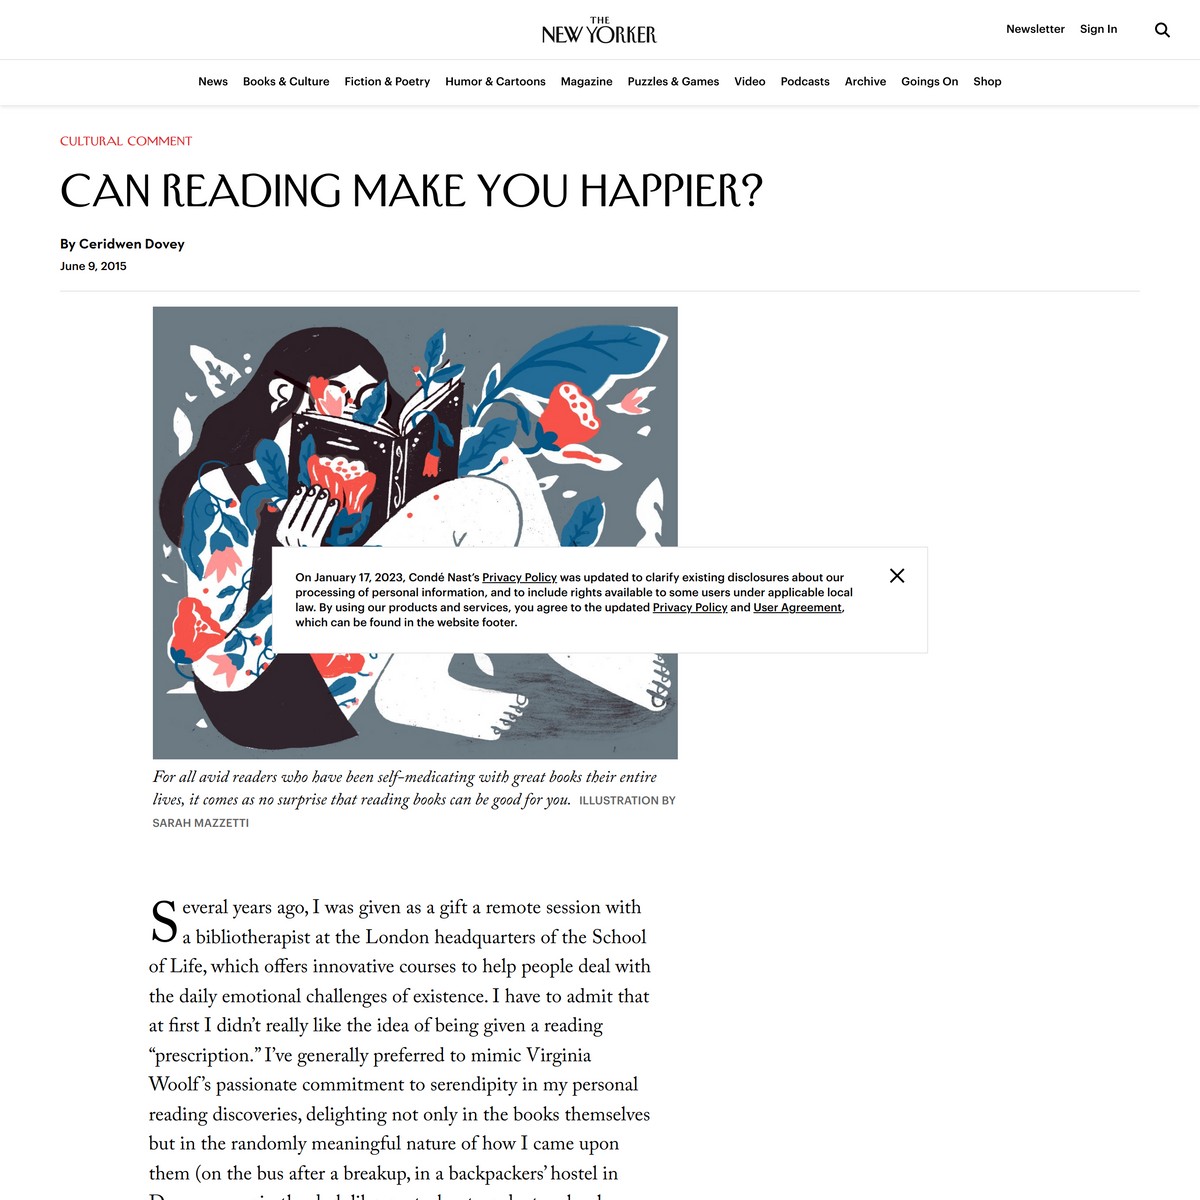 THE
NEW YORKER
Newsletter Sign In
News Books & Culture Fiction & Poetry Humor & Cartoons Magazine Puzzles & Games Video Podcasts Archive Goings On Shop
CULTURAL COMMENT
CAN READING MAKE YOU HAPPIER?
By Ceridwen Dovey
June 9, 2015
On January 17, 2023, Condé Nast's Privacy Policy was updated to clarify existing disclosures about our
processing of personal information, and to include rights available to some users under applicable local
law. By using our products and services, you agree to the updated Privacy Policy and User Agreement,
which can be found in the website footer.
For all avid readers who have been self-medicating with great books their entire
lives, it comes as no surprise that reading books can be good for you. ILLUSTRATION BY
SARAH MAZZETTI
Several years ago, I was given as a gift a remote session with
a bibliotherapist at the London headquarters of the School
of Life, which offers innovative courses to help people deal with
the daily emotional challenges of existence. I have to admit that
at first I didn’t really like the idea of being given a reading
“prescription.” I’ve generally preferred to mimic Virginia
Woolf’s passionate commitment to serendipity in my personal
reading discoveries, delighting not only in the books themselves
but in the randomly meaningful nature of how I came upon
them (on the bus after a breakup, in a backpackers’ hostel in